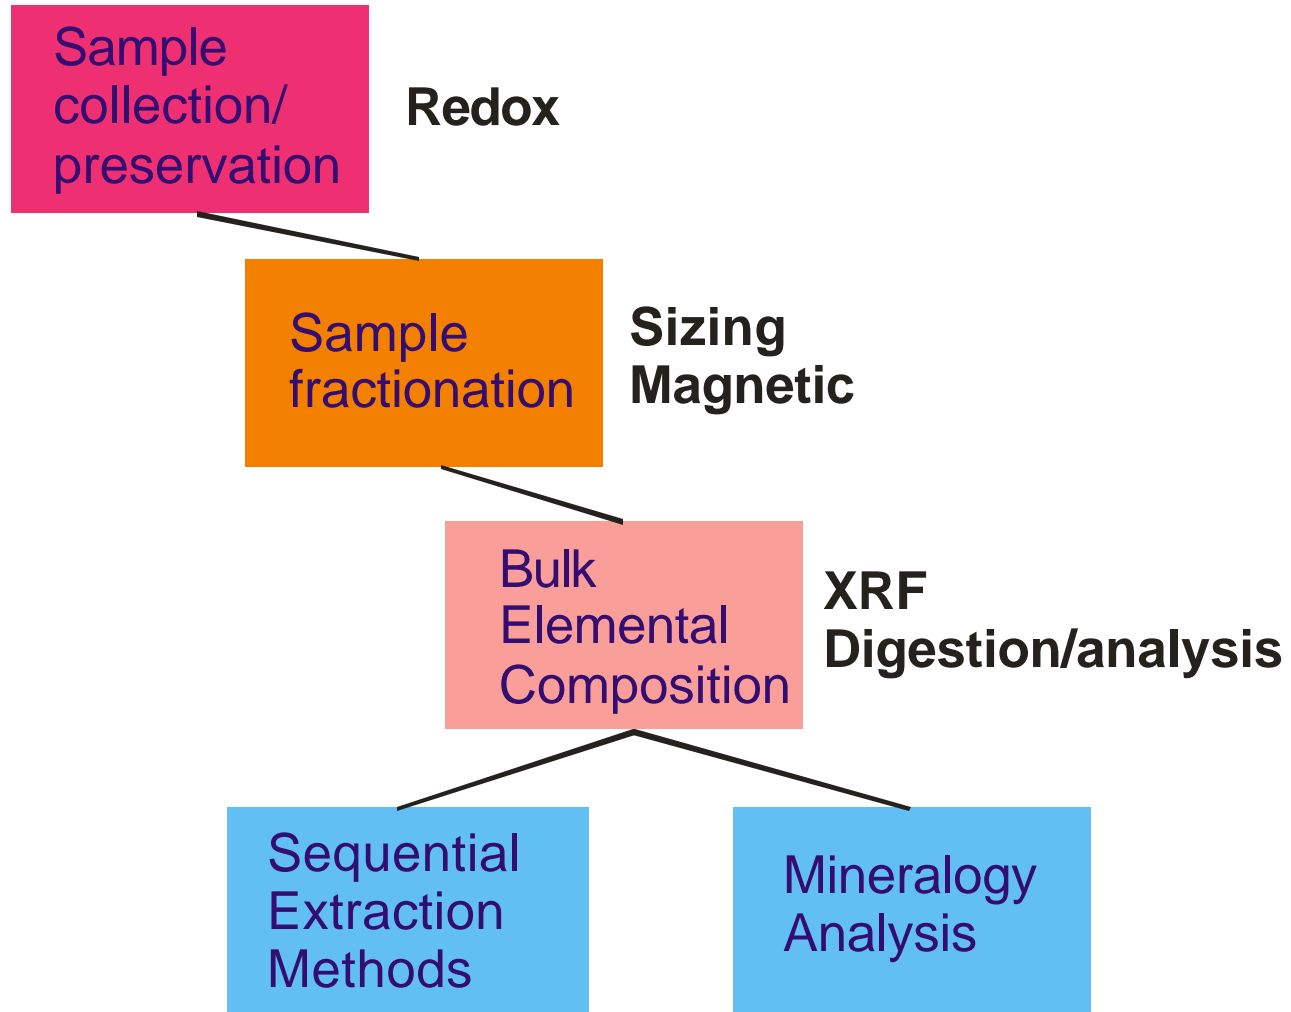 Sample
collection/
preservation
Redox
Sample
fractionation
Sizing
Magnetic
Bulk
Elemental
Composition
XRF
Digestion/analysis
Sequential
Extraction
Methods
Mineralogy
Analysis